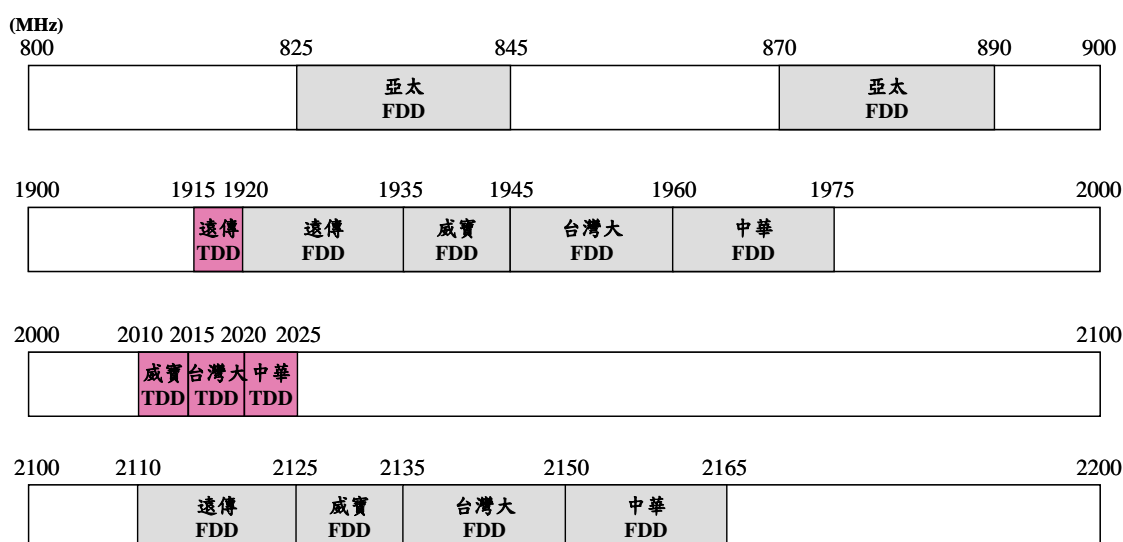 (MHz)
800 825 845 870 890 900
亞太 亞太
FDD FDD
1900 1915 1920 1935 1945 1960 1975 2000
遠傳 遠傳 威寶 台灣大 中華
TDD FDD FDD FDD FDD
2000 2010 2015 2020 2025 2100
威寶 台灣大 中華
TDD TDD TDD
2100 2110 2125 2135 2150 2165 2200
遠傳 威寶 台灣大 中華
FDD FDD FDD FDD